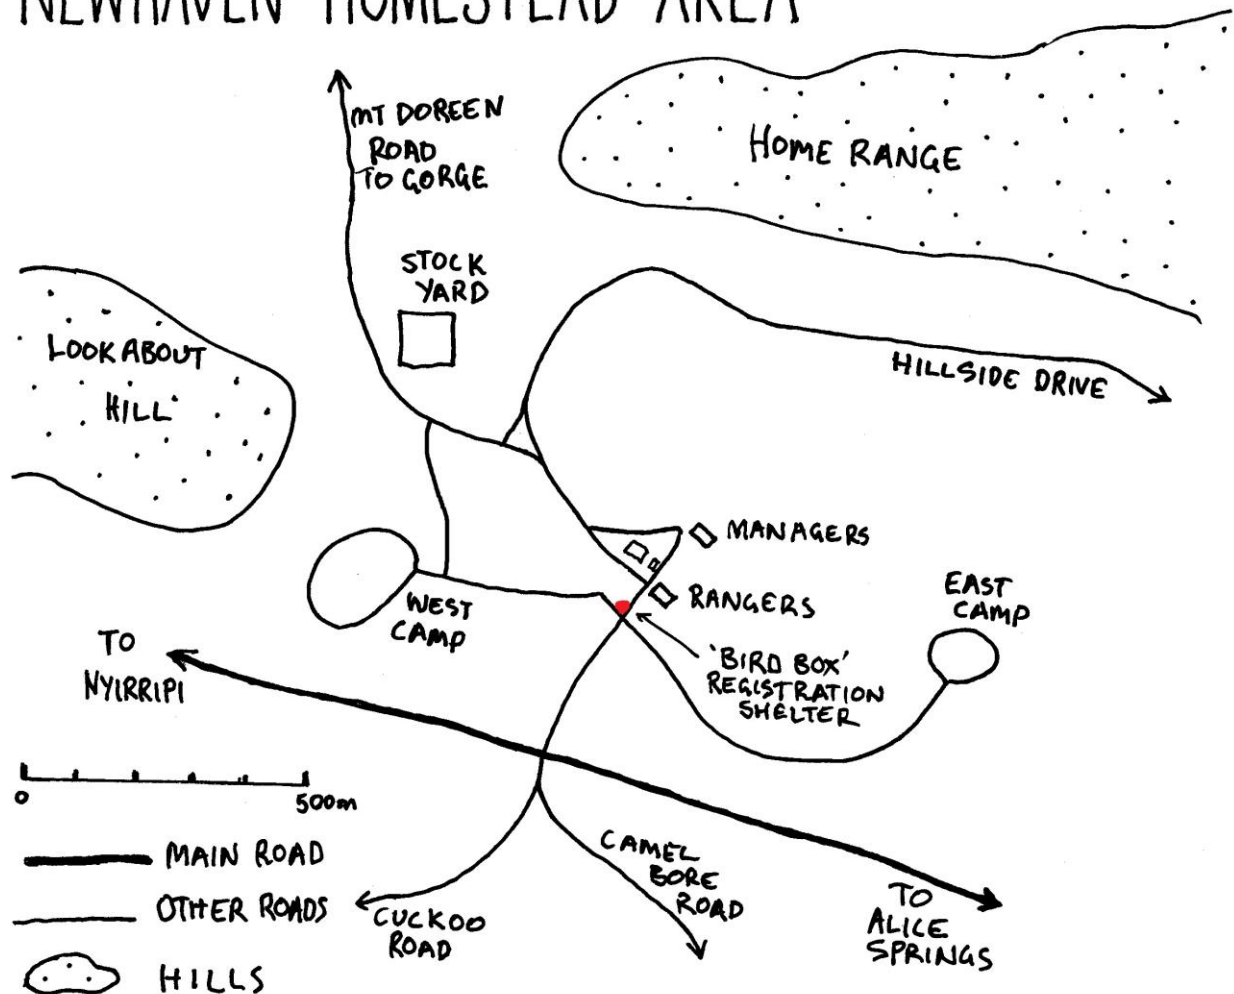 NEWHAVEN HOMESTEAD AREA
MT DOREEN
ROAD
TO GORGE
HOME RANGE
STOCK
YARD
LOOKABOUT
HILL
HILLSIDE DRIVE
MANAGERS
RANGERS
EAST
CAMP
WEST
CAMP
TO
NYIRRIPI
'BIRD BOX'
REGISTRATION
SHELTER
0
500m
MAIN ROAD
OTHER ROADS
HILLS
CUCKOO
ROAD
CAMEL
BORE
ROAD
TO
ALICE
SPRINGS